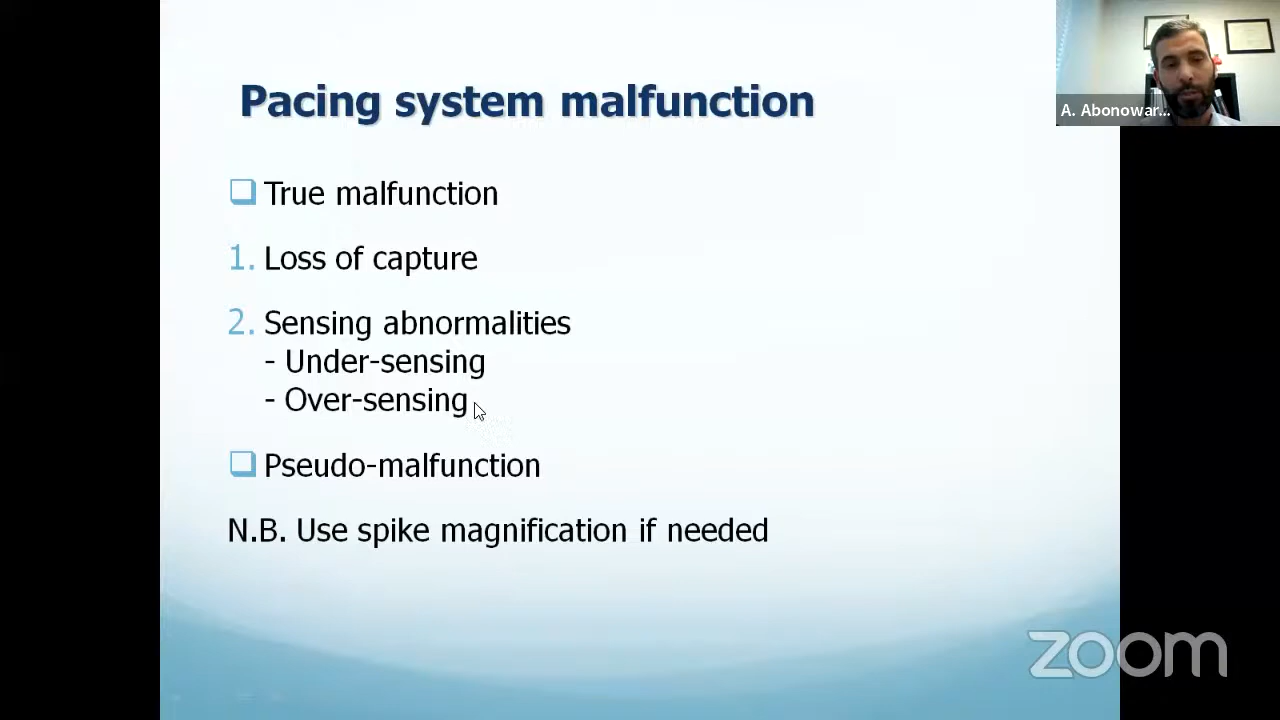 Pacing system malfunction
A. Abonowar...
True malfunction
1. Loss of capture
2. Sensing abnormalities
- Under-sensing
- Over-sensing
Pseudo-malfunction
N.B. Use spike magnification if needed
zoom